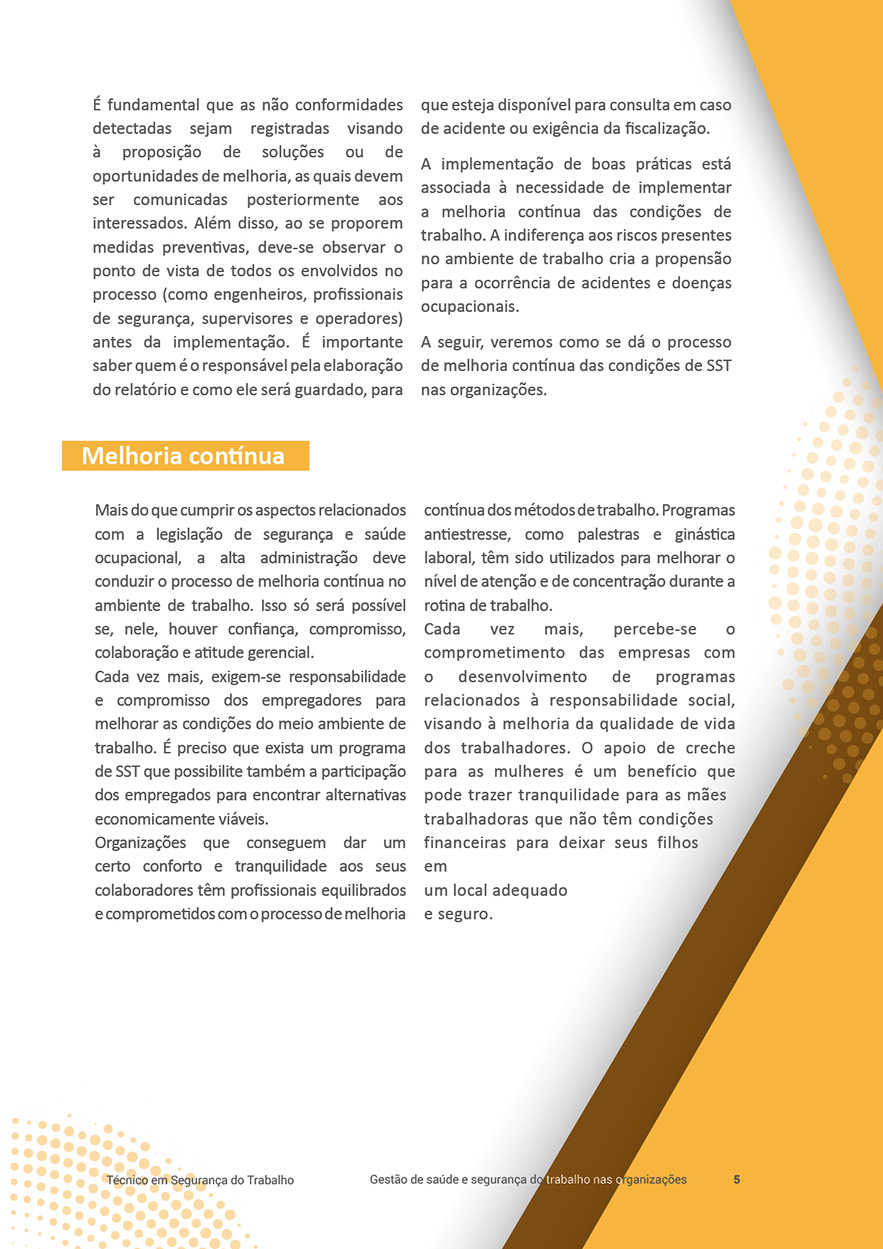 É fundamental que as não conformidades
detectadas sejam registradas visando
à proposição de soluções ou de
oportunidades de melhoria, as quais devem
ser comunicadas posteriormente aos
interessados. Além disso, ao se proporem
medidas preventivas, deve-se observar o
ponto de vista de todos os envolvidos no
processo (como engenheiros, profissionais
de segurança, supervisores e operadores)
antes da implementação. É importante
saber quem é o responsável pela elaboração
do relatório e como ele será guardado, para
que esteja disponível para consulta em caso
de acidente ou exigência da fiscalização.
A implementação de boas práticas está
associada à necessidade de implementar
a melhoria contínua das condições de
trabalho. A indiferença aos riscos presentes
no ambiente de trabalho cria a propensão
para a ocorrência de acidentes e doenças
ocupacionais.
A seguir, veremos como se dá o processo
de melhoria contínua das condições de SST
nas organizações.
Melhoria contínua
Mais do que cumprir os aspectos relacionados
com a legislação de segurança e saúde
ocupacional, a alta administração deve
conduzir o processo de melhoria contínua no
ambiente de trabalho. Isso só será possível
se, nele, houver confiança, compromisso,
colaboração e atitude gerencial.
Cada vez mais, exigem-se responsabilidade
e compromisso dos empregadores para
melhorar as condições do meio ambiente de
trabalho. É preciso que exista um programa
de SST que possibilite também a participação
dos empregados para encontrar alternativas
economicamente viáveis.
Organizações que conseguem dar um
certo conforto e tranquilidade aos seus
colaboradores têm profissionais equilibrados
e comprometidos com o processo de melhoria
contínua dos métodos de trabalho. Programas
antiestresse, como palestras e ginástica
laboral, têm sido utilizados para melhorar o
nível de atenção e de concentração durante a
rotina de trabalho.
Cada vez mais, percebe-se o
comprometimento das empresas com
o desenvolvimento de programas
relacionados à responsabilidade social,
visando à melhoria da qualidade de vida
dos trabalhadores. O apoio de creche
para as mulheres é um benefício que
pode trazer tranquilidade para as mães
trabalhadoras que não têm condições
financeiras para deixar seus filhos
em
um local adequado
e seguro.
Técnico em Segurança do Trabalho
Gestão de saúde e segurança do trabalho nas organizações
5